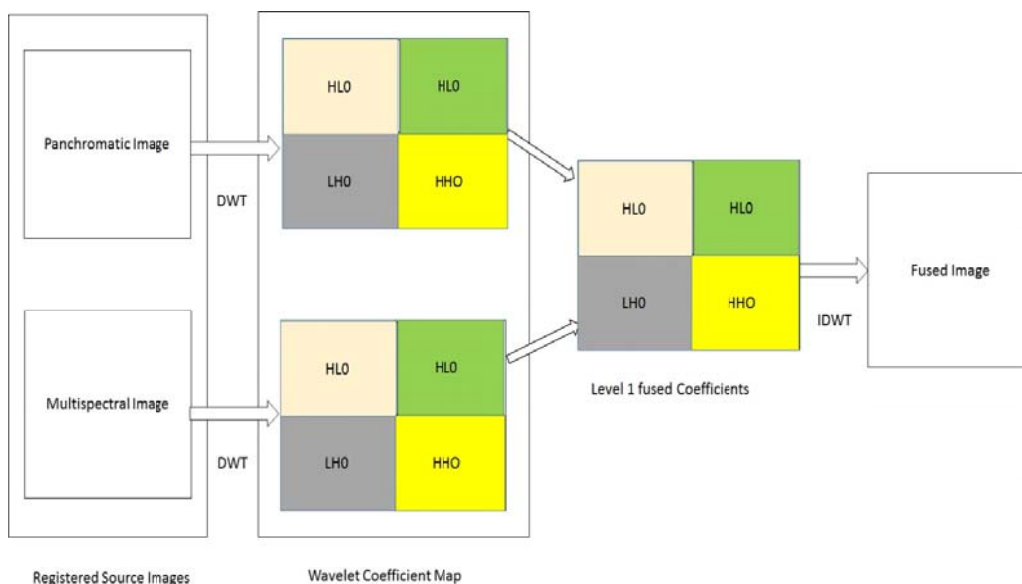 Panchromatic Image
DWT
HL0
HL0
LH0
HHO
Multispectral Image
DWT
HL0
HL0
LH0
HHO
HL0
HL0
LH0
HHO
Level 1 fused Coefficients
IDWT
Fused Image
Registered Source Images
Wavelet Coefficient Map